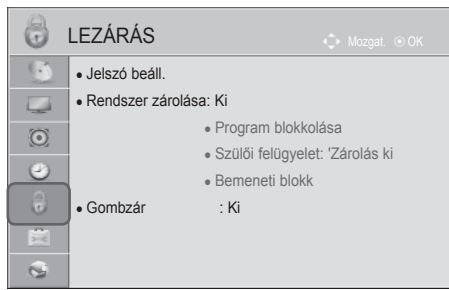 LEZÁRÁS
Mozgat. OK
• Jelszó beáll.
• Rendszer zárolása: Ki
• Program blokkolása
• Szülői felügyelet: 'Zárolás ki
• Bemeneti blokk
• Gombzár : Ki